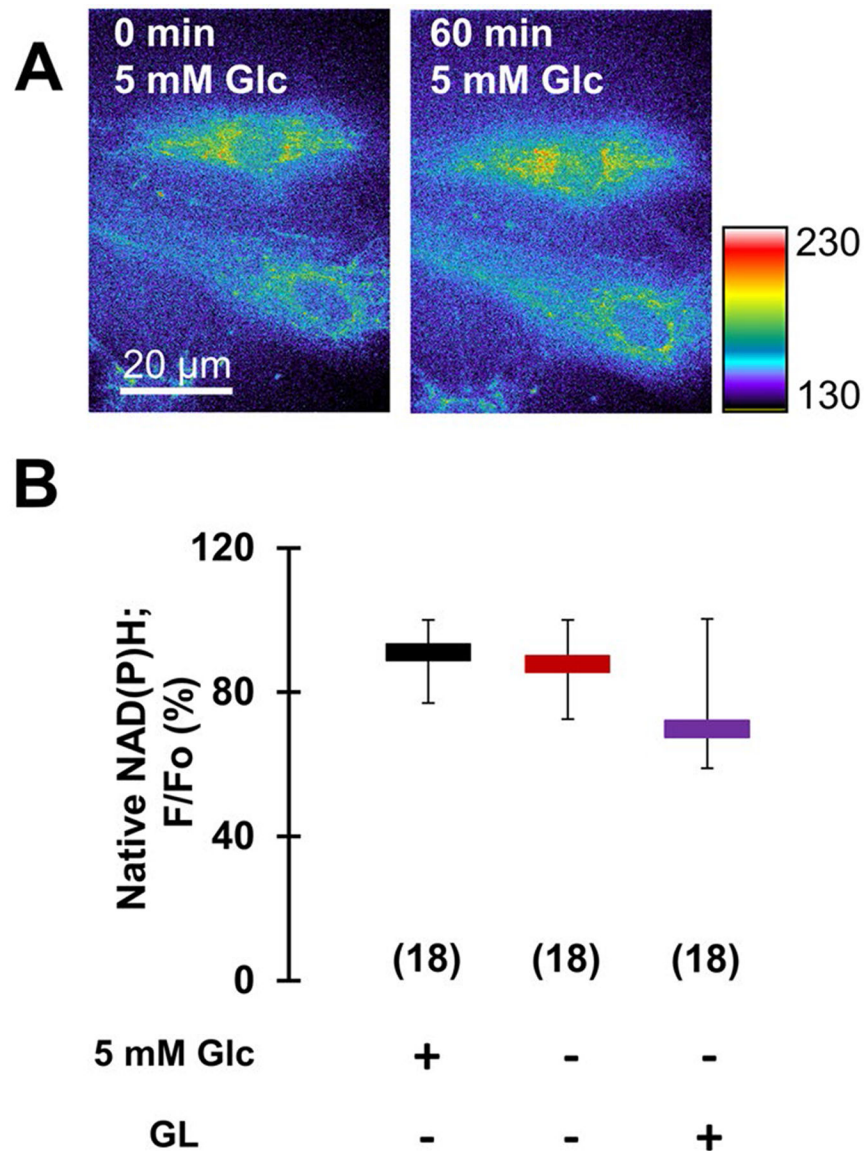 A
0 min
5 mM Glc
60 min
5 mM Glc
20 µm
230
130
B
Native NAD(P)H;
F/Fo (%)
120
80
40
0
(18) (18) (18)
5 mM Glc + - -
GL - - +